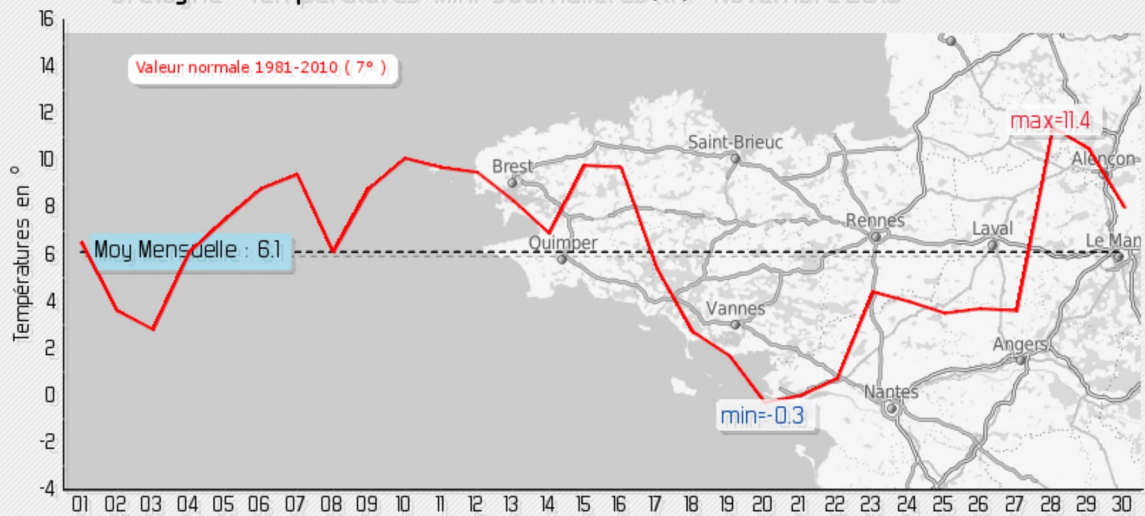 16
14
12
10
8
6
4
2
0
-2
-4
Températures en °
Valeur normale 1981-2010 ( 7° )
Moy Mensuelle : 6.1
max=11.4
min=-0.3
Brest
Saint-Brieuc
Quimper
Rennes
Laval
Alençon
Le Man
Vannes
Angers
Nantes
01 02 03 04 05 06 07 08 09 10 11 12 13 14 15 16 17 18 19 20 21 22 23 24 25 26 27 28 29 30